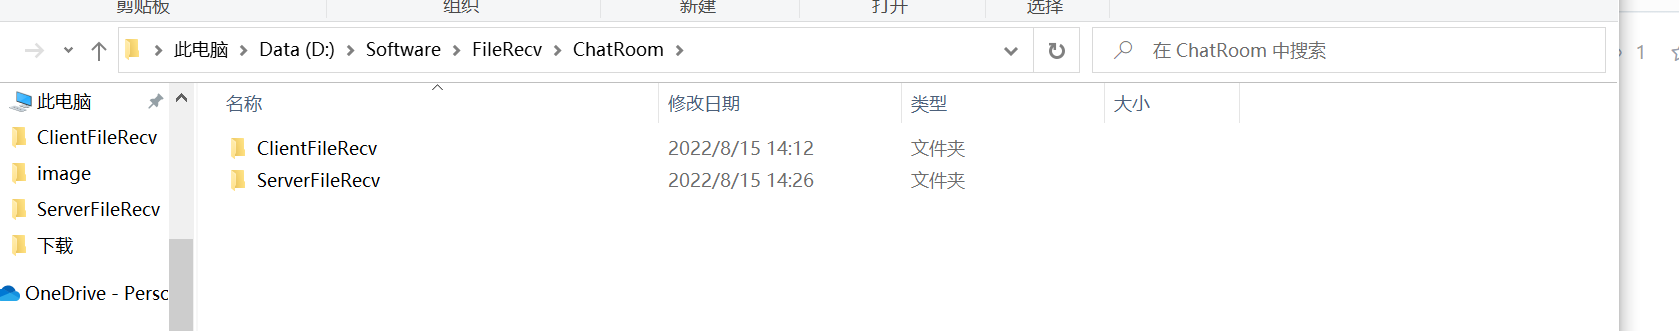 剪贴板 组织 新建 打开 选择
此电脑 Data (D:) Software FileRecv ChatRoom 在 ChatRoom 中搜索 1
此电脑 名称 修改日期 类型 大小
ClientFileRecv ClientFileRecv 2022/8/15 14:12 文件夹
image ServerFileRecv 2022/8/15 14:26 文件夹
ServerFileRecv
下载
OneDrive - Perso